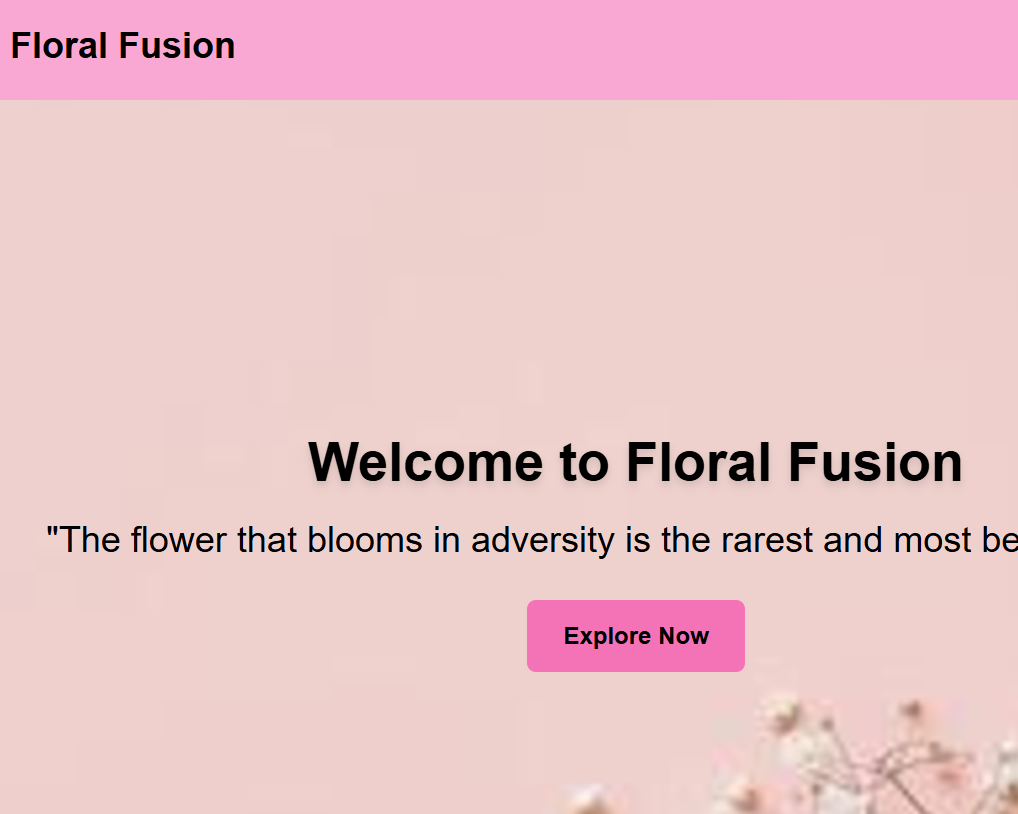 Floral Fusion
Welcome to Floral Fusion
"The flower that blooms in adversity is the rarest and most be
Explore Now